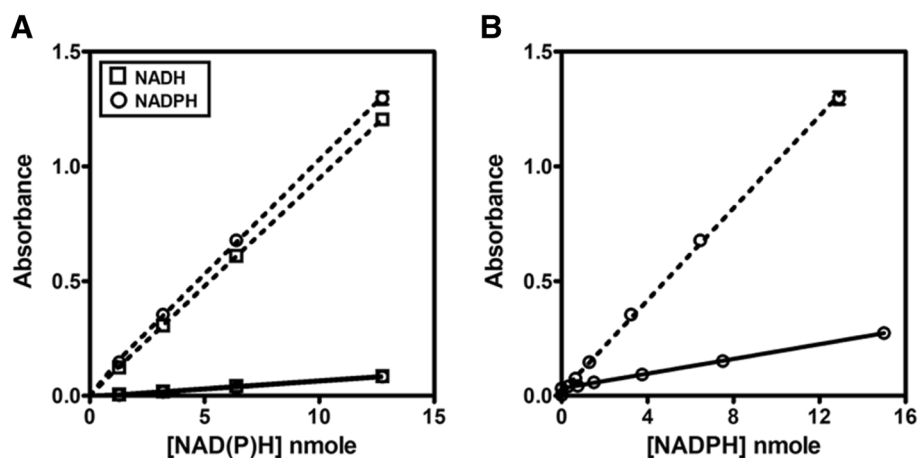 A
Absorbance
1.5
1.0
0.5
0.0
NADH
NADPH
0 5 10 15
[NAD(P)H] nmole
B
Absorbance
1.5
1.0
0.5
0.0
0 4 8 12 16
[NADPH] nmole